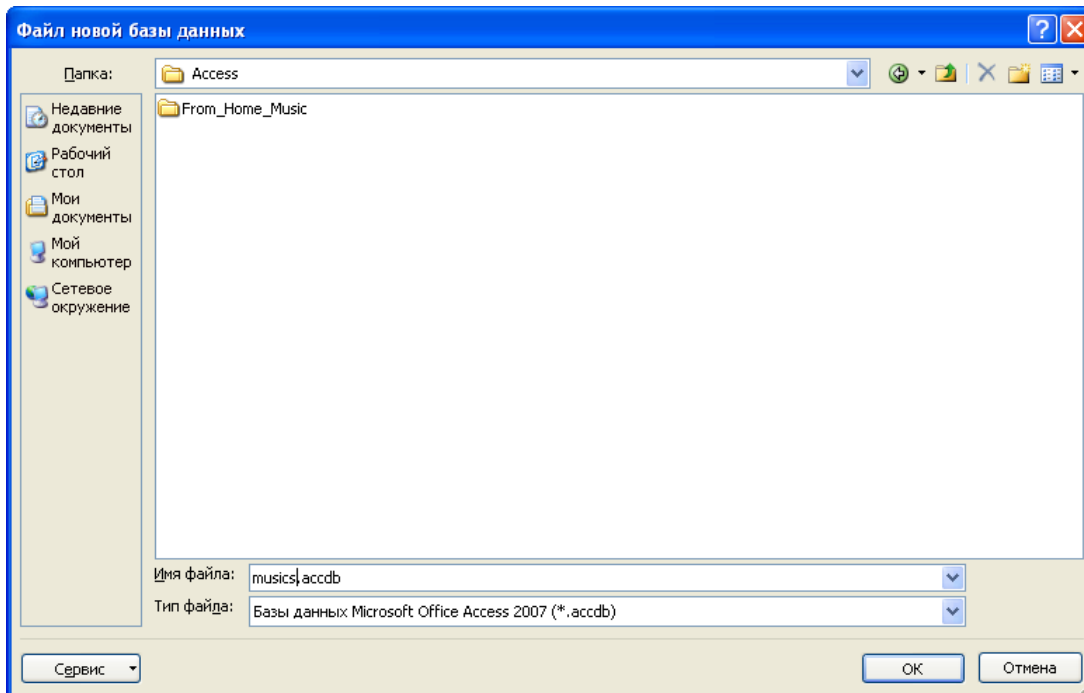 Файл новой базы данных
Папка: Access
Недавние
документы
Рабочий
стол
Мои
документы
Мой
компьютер
Сетевое
окружение
From_Home_Music
Имя файла: musics.accdb
Тип файла: Базы данных Microsoft Office Access 2007 (*.accdb)
Сервис OK Отмена